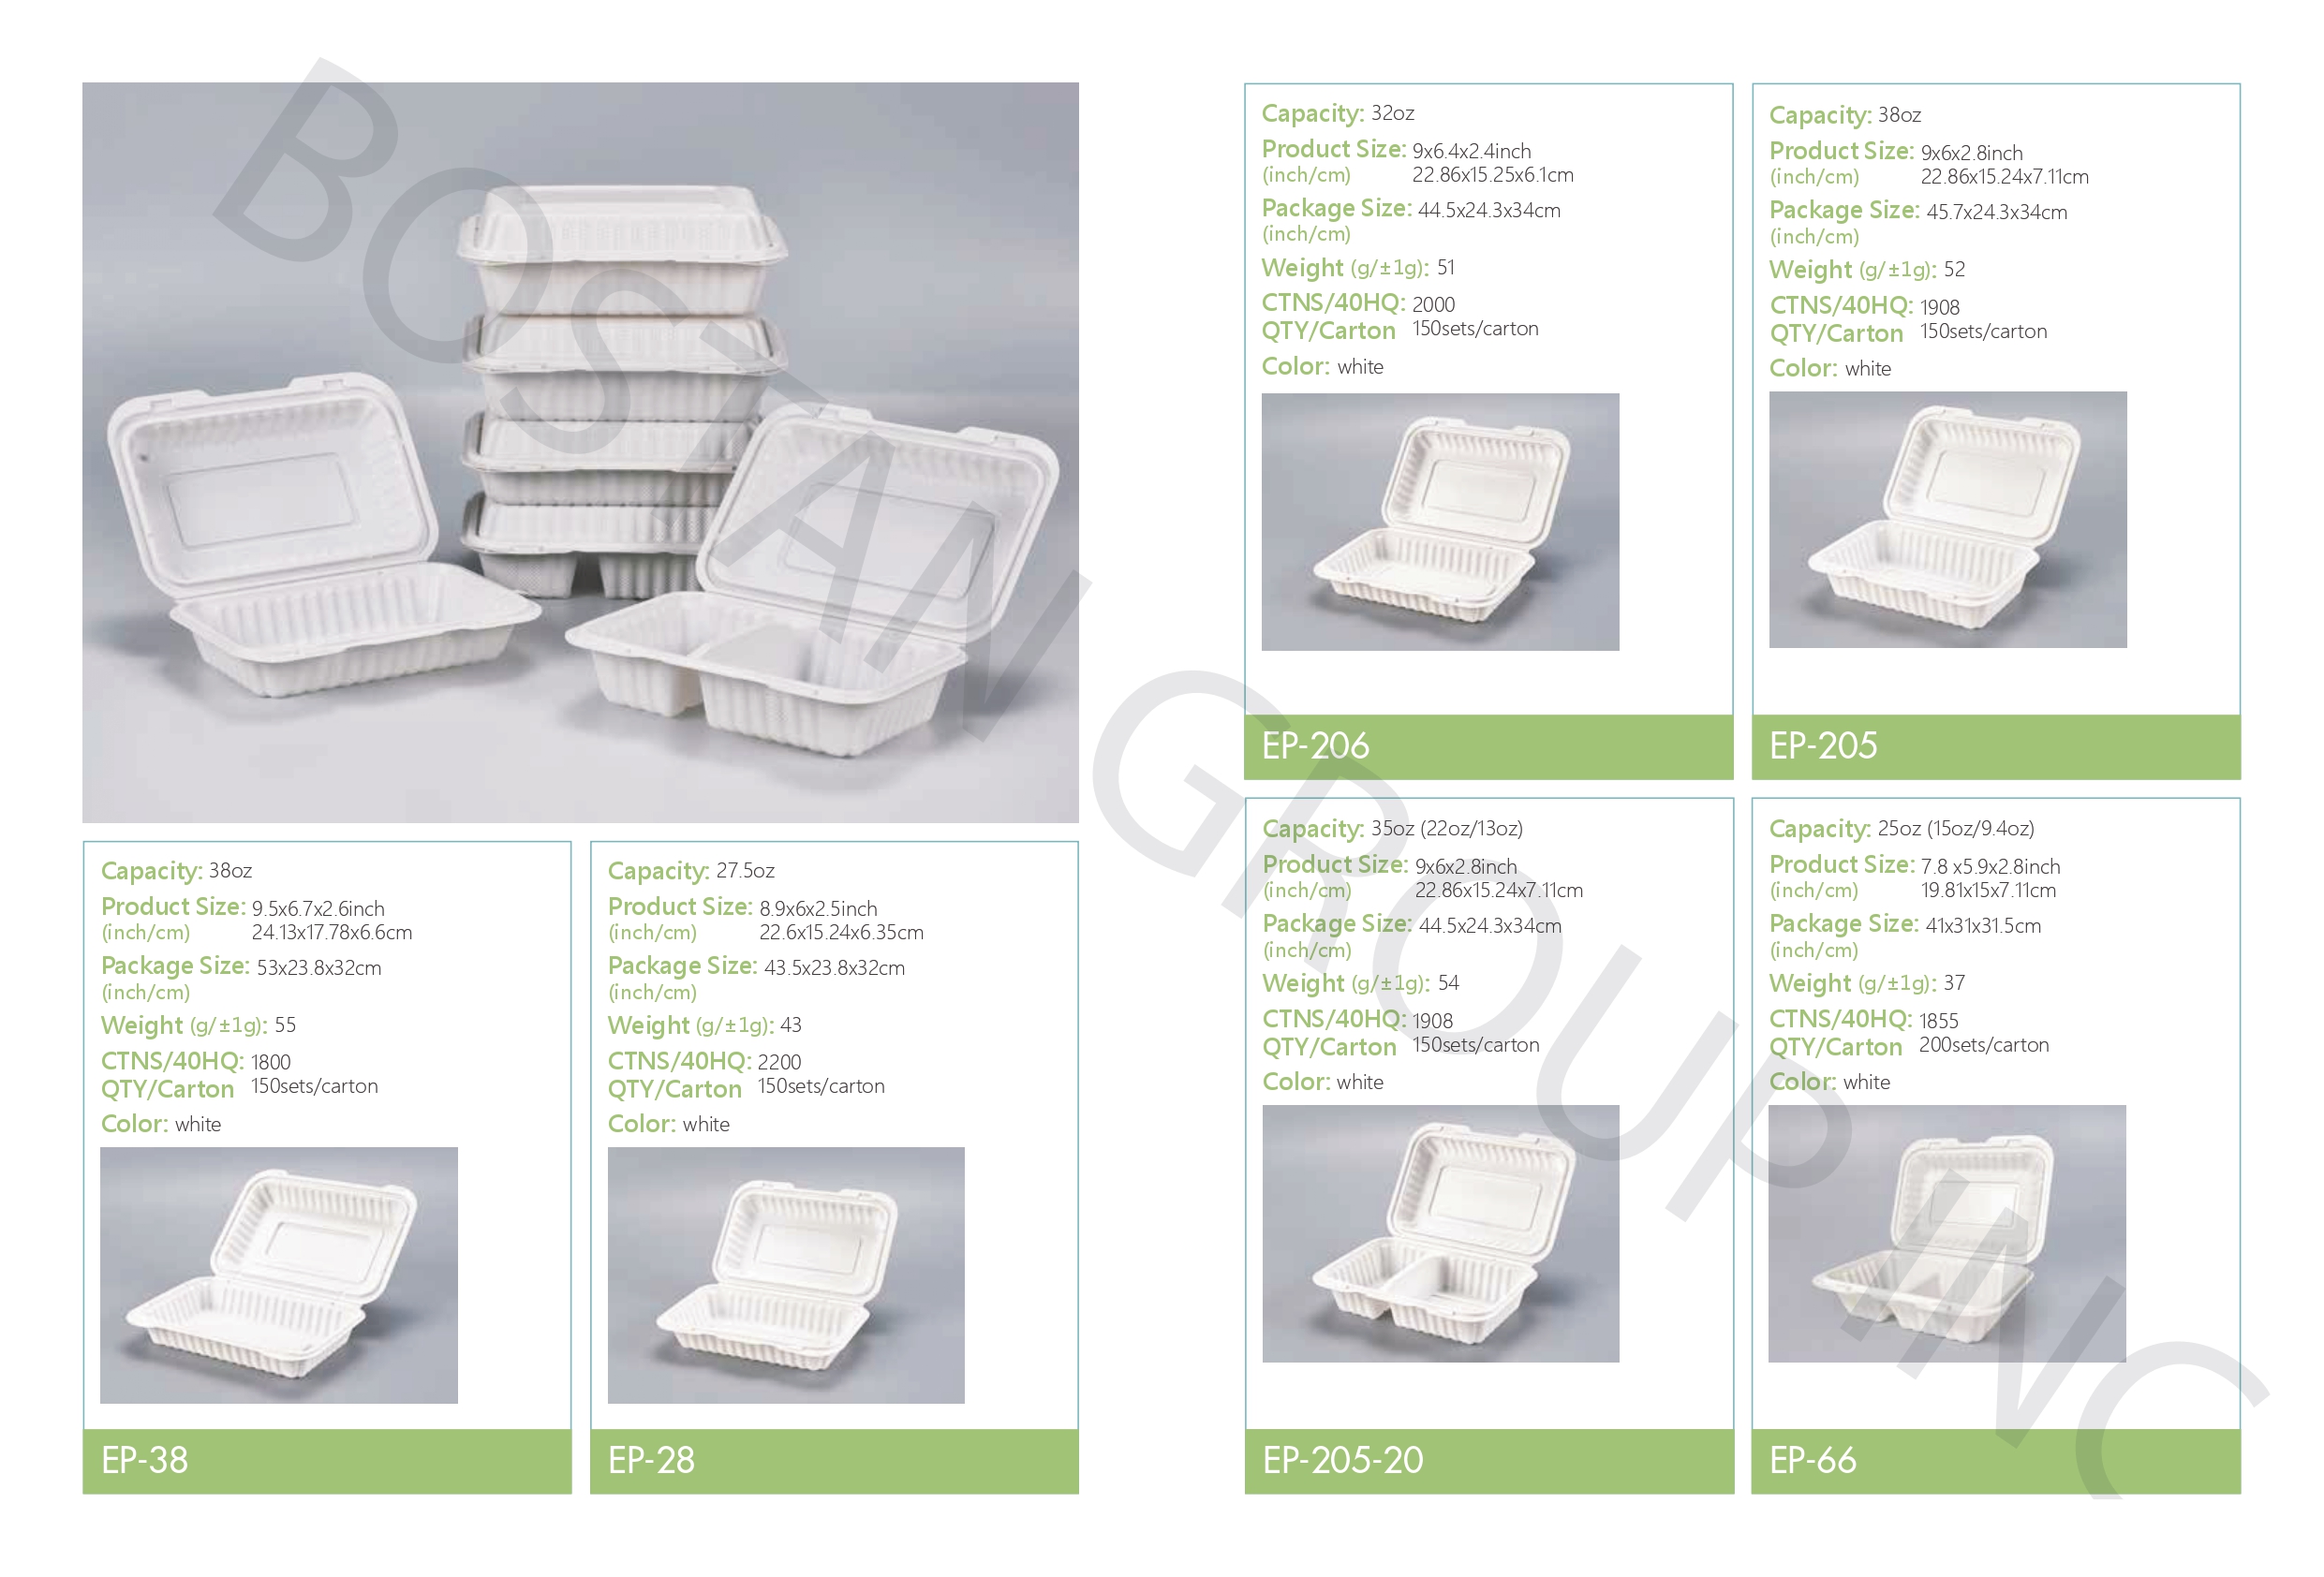 BOSTAN GROUP INC
Capacity: 38oz
Product Size: 9.5x6.7x2.6inch
(inch/cm) 24.13x17.78x6.6cm
Package Size: 53x23.8x32cm
(inch/cm)
Weight (g/±1g): 55
CTNS/40HQ: 1800
QTY/Carton 150sets/carton
Color: white
EP-38
Capacity: 27.5oz
Product Size: 8.9x6x2.5inch
(inch/cm) 22.6x15.24x6.35cm
Package Size: 43.5x23.8x32cm
(inch/cm)
Weight (g/±1g): 43
CTNS/40HQ: 2200
QTY/Carton 150sets/carton
Color: white
EP-28
Capacity: 32oz
Product Size: 9x6.4x2.4inch
(inch/cm) 22.86x15.25x6.1cm
Package Size: 44.5x24.3x34cm
(inch/cm)
Weight (g/±1g): 51
CTNS/40HQ: 2000
QTY/Carton 150sets/carton
Color: white
EP-206
Capacity: 38oz
Product Size: 9x6x2.8inch
(inch/cm) 22.86x15.24x7.11cm
Package Size: 45.7x24.3x34cm
(inch/cm)
Weight (g/±1g): 52
CTNS/40HQ: 1908
QTY/Carton 150sets/carton
Color: white
EP-205
Capacity: 35oz (22oz/13oz)
Product Size: 9x6x2.8inch
(inch/cm) 22.86x15.24x7.11cm
Package Size: 44.5x24.3x34cm
(inch/cm)
Weight (g/±1g): 54
CTNS/40HQ: 1908
QTY/Carton 150sets/carton
Color: white
EP-205-20
Capacity: 25oz (15oz/9.4oz)
Product Size: 7.8 x5.9x2.8inch
(inch/cm) 19.81x15x7.11cm
Package Size: 41x31x31.5cm
(inch/cm)
Weight (g/±1g): 37
CTNS/40HQ: 1855
QTY/Carton 200sets/carton
Color: white
EP-66